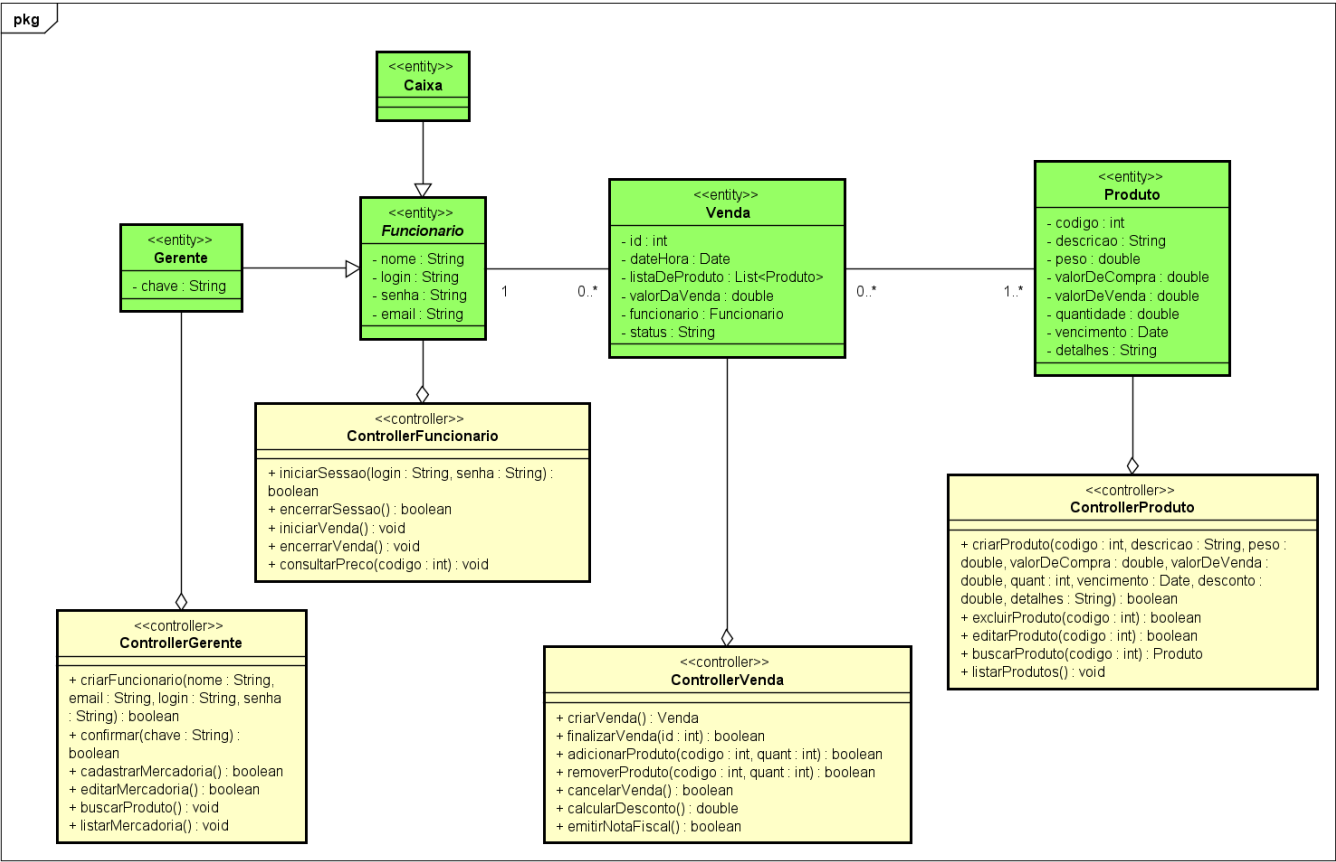 pkg
<<entity>>
Caixa
<<entity>>
Gerente
- chave : String
<<entity>>
Funcionario
- nome : String
- login : String
- senha : String
- email : String
1
0..*
<<entity>>
Venda
- id : int
- dateHora : Date
- listaDeProduto : List<Produto>
- valorDaVenda : double
- funcionario : Funcionario
- status : String
0..*
1..*
<<entity>>
Produto
- codigo : int
- descricao : String
- peso : double
- valorDeCompra : double
- valorDeVenda : double
- quantidade : double
- vencimento : Date
- detalhes : String
<<controller>>
ControllerFuncionario
+ iniciarSessao(login : String, senha : String) :
boolean
+ encerrarSessao() : boolean
+ iniciarVenda() : void
+ encerrarVenda() : void
+ consultarPreco(codigo : int) : void
<<controller>>
ControllerProduto
+ criarProduto(codigo : int, descricao : String, peso :
double, valorDeCompra : double, valorDeVenda :
double, quant : int, vencimento : Date, desconto :
double, detalhes : String) : boolean
+ excluirProduto(codigo : int) : boolean
+ editarProduto(codigo : int) : boolean
+ buscarProduto(codigo : int) : Produto
+ listarProdutos() : void
<<controller>>
ControllerGerente
+ criarFuncionario(nome : String,
email : String, login : String, senha
: String) : boolean
+ confirmar(chave : String) :
boolean
+ cadastrarMercadoria() : boolean
+ editarMercadoria() : boolean
+ buscarProduto() : void
+ listarMercadoria() : void
<<controller>>
ControllerVenda
+ criarVenda() : Venda
+ finalizarVenda(id : int) : boolean
+ adicionarProduto(codigo : int, quant : int) : boolean
+ removerProduto(codigo : int, quant : int) : boolean
+ cancelarVenda() : boolean
+ calcularDesconto() : double
+ emitirNotaFiscal() : boolean